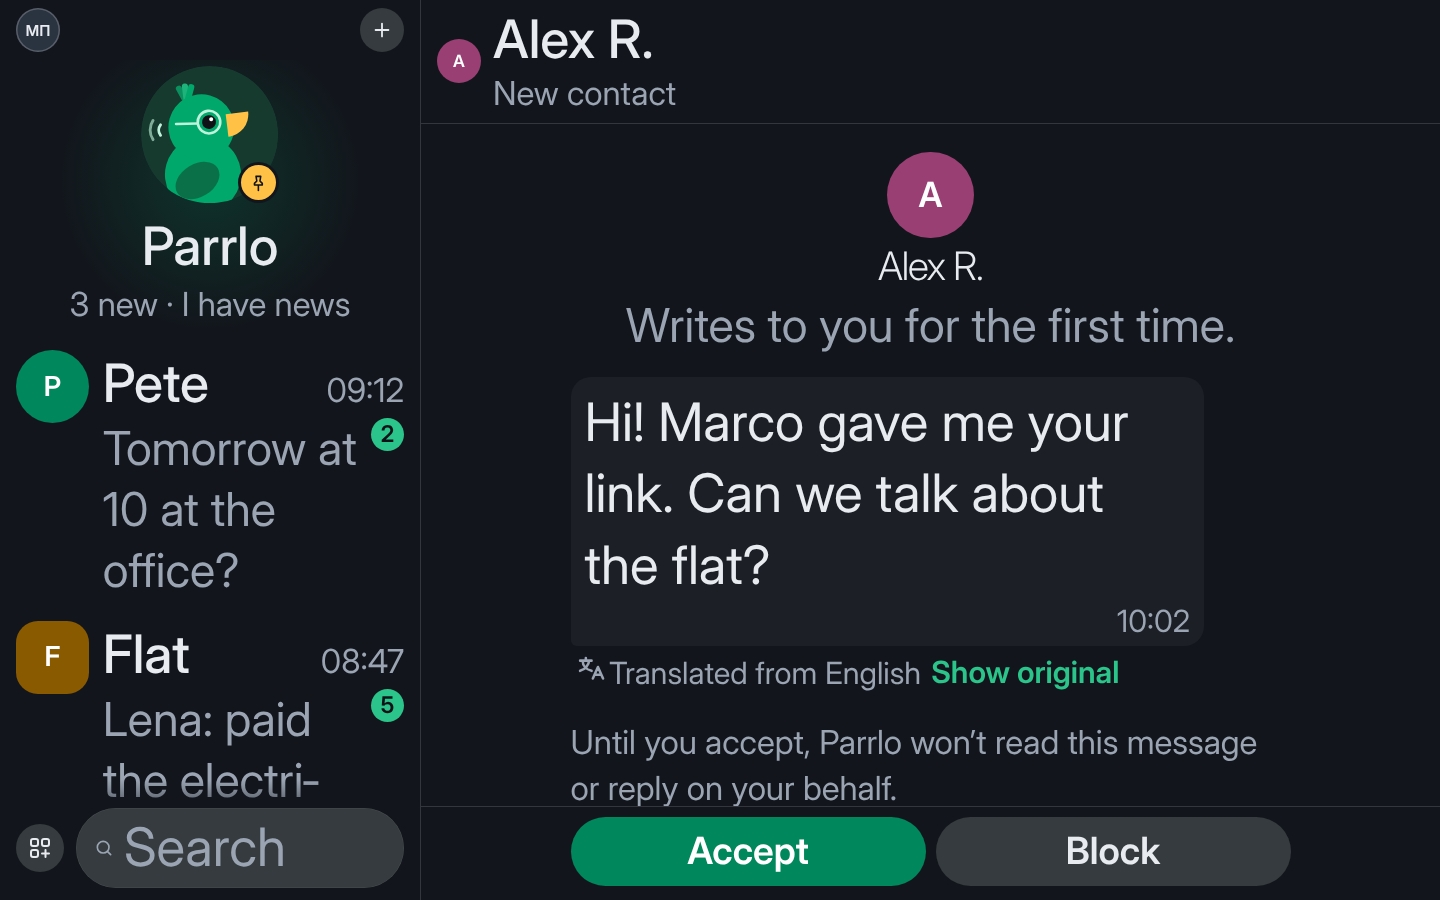 МП
Parrlo
3 new · I have news
P
Pete
09:12
Tomorrow at
10 at the
office?
2
F
Flat
08:47
Lena: paid
the electri-
5
Search
A
Alex R.
New contact
A
Alex R.
Writes to you for the first time.
Hi! Marco gave me your
link. Can we talk about
the flat?
10:02
Translated from English Show original
Until you accept, Parrlo won’t read this message
or reply on your behalf.
Accept
Block